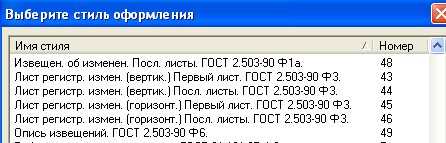 Выберите стиль оформления
Имя стиля / Номер
Извещен. об изменен. Посл. листы. ГОСТ 2.503-90 Ф1а. 48
Лист регистр. измен. (вертик.) Первый лист. ГОСТ 2.503-90 Ф3. 43
Лист регистр. измен. (вертик.) Посл. листы. ГОСТ 2.503-90 Ф3. 44
Лист регистр. измен. (горизонт.) Первый лист. ГОСТ 2.503-90 Ф3. 45
Лист регистр. измен. (горизонт.) Посл. листы. ГОСТ 2.503-90 Ф3. 46
Опись извещений. ГОСТ 2.503-90 Ф6. 49